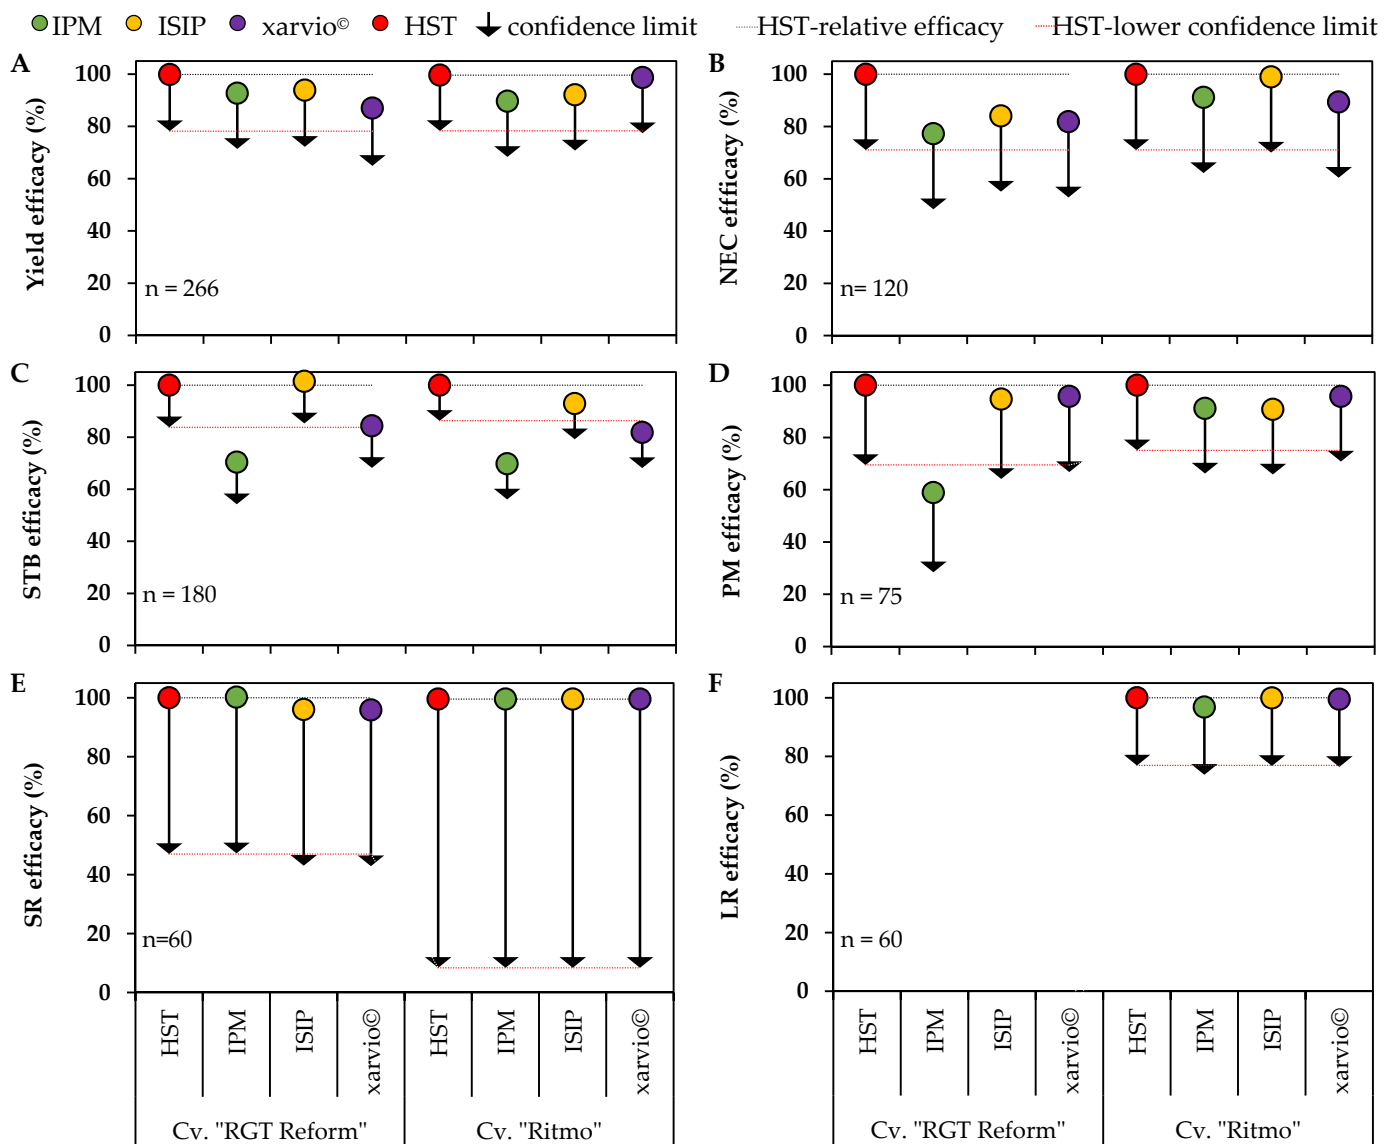 IPM ISIP xarvio© HST confidence limit HST-relative efficacy HST-lower confidence limit
A
Yield efficacy (%)
100
80
60
40
20
0
n = 266
B
NEC efficacy (%)
100
80
60
40
20
0
n= 120
C
STB efficacy (%)
100
80
60
40
20
0
n = 180
D
PM efficacy (%)
100
80
60
40
20
0
n = 75
E
SR efficacy (%)
100
80
60
40
20
0
n=60
F
LR efficacy (%)
100
80
60
40
20
0
n = 60
HST IPM ISIP xarvio© HST IPM ISIP xarvio©
Cv. "RGT Reform" Cv. "Ritmo"
HST IPM ISIP xarvio© HST IPM ISIP xarvio©
Cv. "RGT Reform" Cv. "Ritmo"